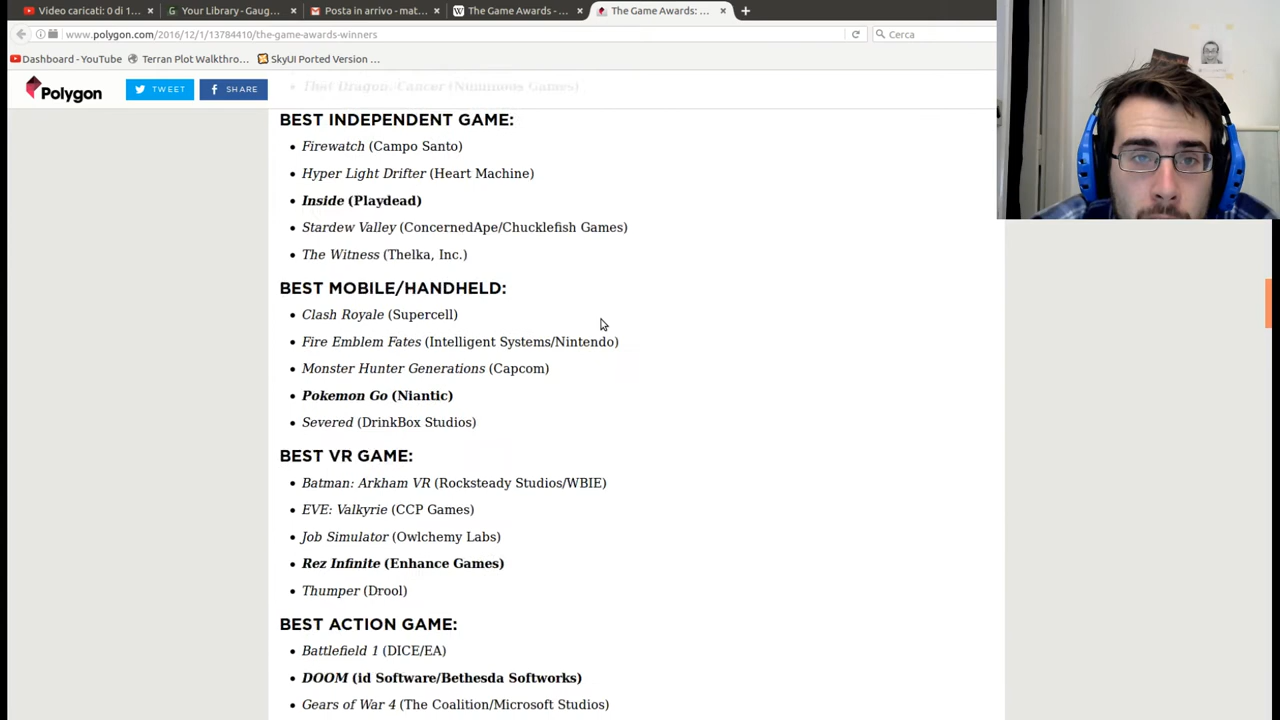 Video caricati: 0 di 1...
Your Library - Gaug...
Posta in arrivo - mat...
The Game Awards - ...
The Game Awards: ...
www.polygon.com/2016/12/1/13784410/the-game-awards-winners
Cerca
Dashboard - YouTube
Terran Plot Walkthro...
SkyUI Ported Version ...
Polygon
TWEET
SHARE
That Dragon, Cancer (Numinous Games)
BEST INDEPENDENT GAME:
Firewatch (Campo Santo)
Hyper Light Drifter (Heart Machine)
Inside (Playdead)
Stardew Valley (ConcernedApe/Chucklefish Games)
The Witness (Thelka, Inc.)
BEST MOBILE/HANDHELD:
Clash Royale (Supercell)
Fire Emblem Fates (Intelligent Systems/Nintendo)
Monster Hunter Generations (Capcom)
Pokemon Go (Niantic)
Severed (DrinkBox Studios)
BEST VR GAME:
Batman: Arkham VR (Rocksteady Studios/WBIE)
EVE: Valkyrie (CCP Games)
Job Simulator (Owlchemy Labs)
Rez Infinite (Enhance Games)
Thumper (Drool)
BEST ACTION GAME:
Battlefield 1 (DICE/EA)
DOOM (id Software/Bethesda Softworks)
Gears of War 4 (The Coalition/Microsoft Studios)